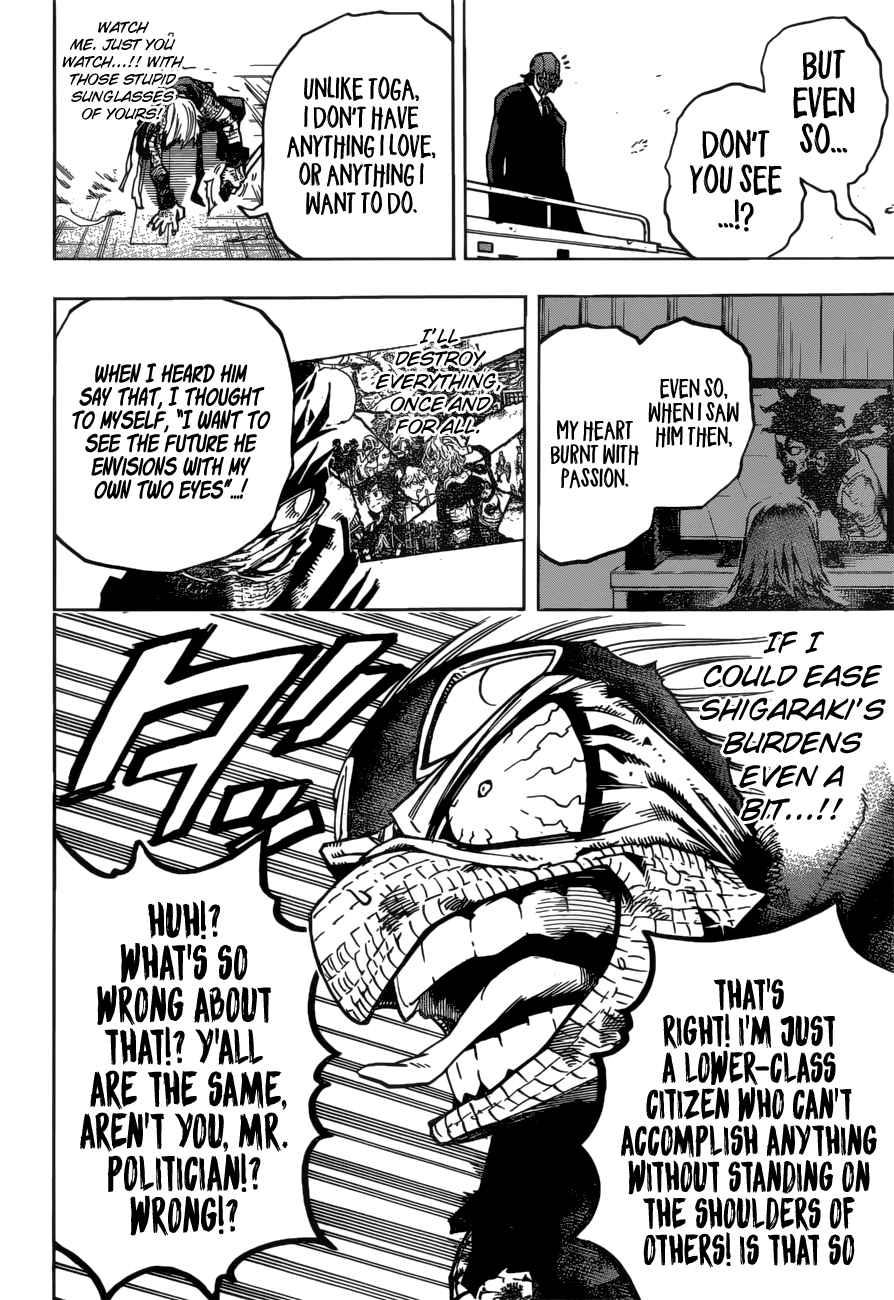 BUT
EVEN
SO...
DON'T
YOU SEE
...!?
UNLIKE TOGA,
I DON'T HAVE
ANYTHING I LOVE,
OR ANYTHING I
WANT TO DO.
WATCH
ME. JUST YOU
WATCH...!! WITH
THOSE STUPID
SUNGLASSES
OF YOURS!
EVEN SO,
WHEN I SAW
HIM THEN,
MY HEART
BURNT WITH
PASSION.
I'LL
DESTROY
EVERYTHING,
ONCE AND
FOR ALL.
WHEN I HEARD HIM
SAY THAT, I THOUGHT
TO MYSELF, "I WANT TO
SEE THE FUTURE HE
ENVISIONS WITH MY
OWN TWO EYES"...!
IF I
COULD EASE
SHIGARAKI'S
BURDENS
EVEN A
BIT...!!
THAT'S
RIGHT! I'M JUST
A LOWER-CLASS
CITIZEN WHO CAN'T
ACCOMPLISH ANYTHING
WITHOUT STANDING ON
THE SHOULDERS OF
OTHERS! IS THAT SO
ダッ
HUH!?
WHAT'S SO
WRONG ABOUT
THAT!? Y'ALL
ARE THE SAME,
AREN'T YOU, MR.
POLITICIAN!?
WRONG!?